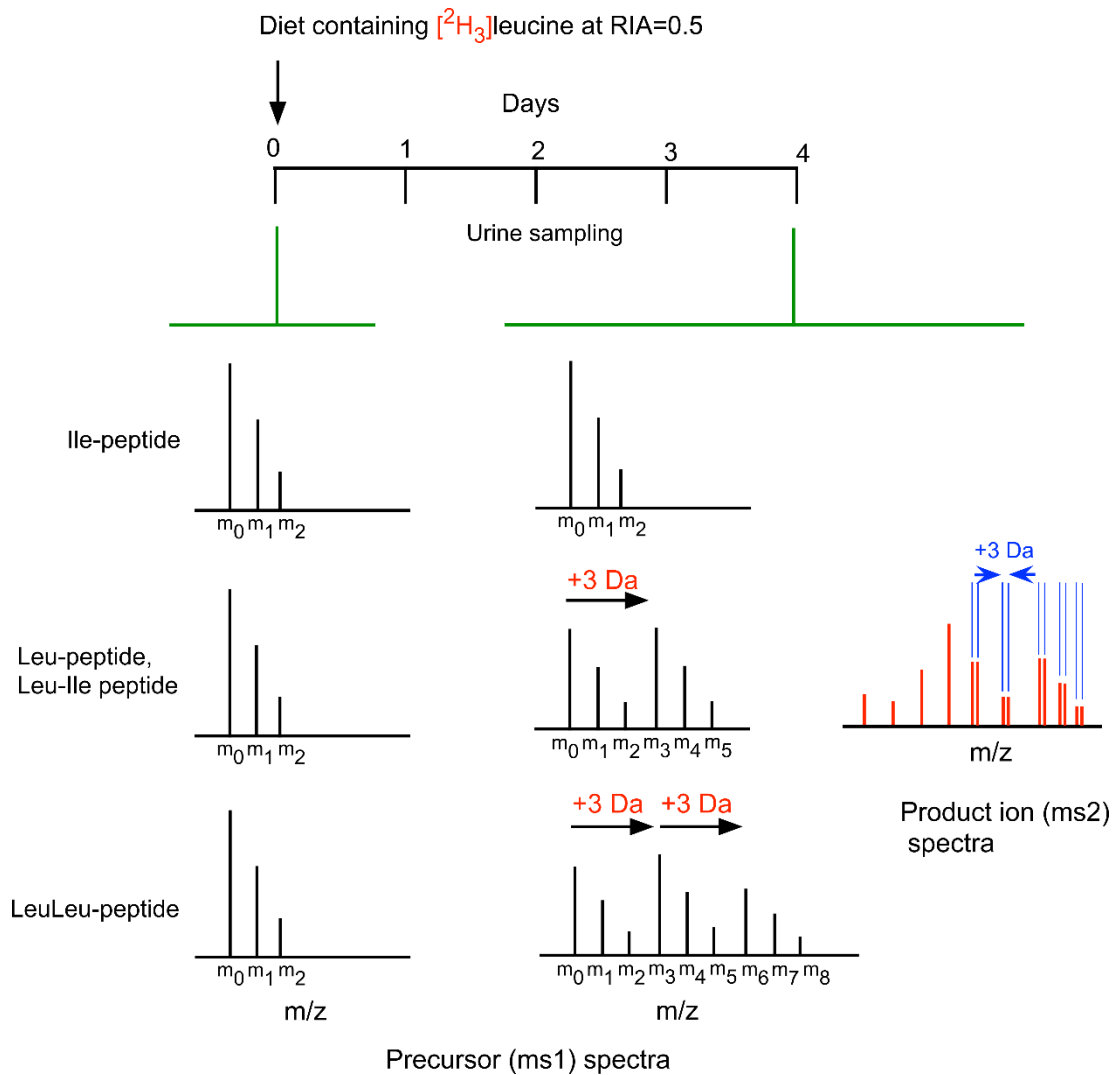 Diet containing [²H₃]leucine at RIA=0.5
Days
0 1 2 3 4
Urine sampling
Ile-peptide
m₀ m₁ m₂
m₀ m₁ m₂
+3 Da
+3 Da
Leu-peptide,
Leu-Ile peptide
m₀ m₁ m₂
m₀ m₁ m₂ m₃ m₄ m₅
m/z
Product ion (ms2)
spectra
+3 Da +3 Da
LeuLeu-peptide
m₀ m₁ m₂
m₀ m₁ m₂ m₃ m₄ m₅ m₆ m₇ m₈
m/z
m/z
Precursor (ms1) spectra